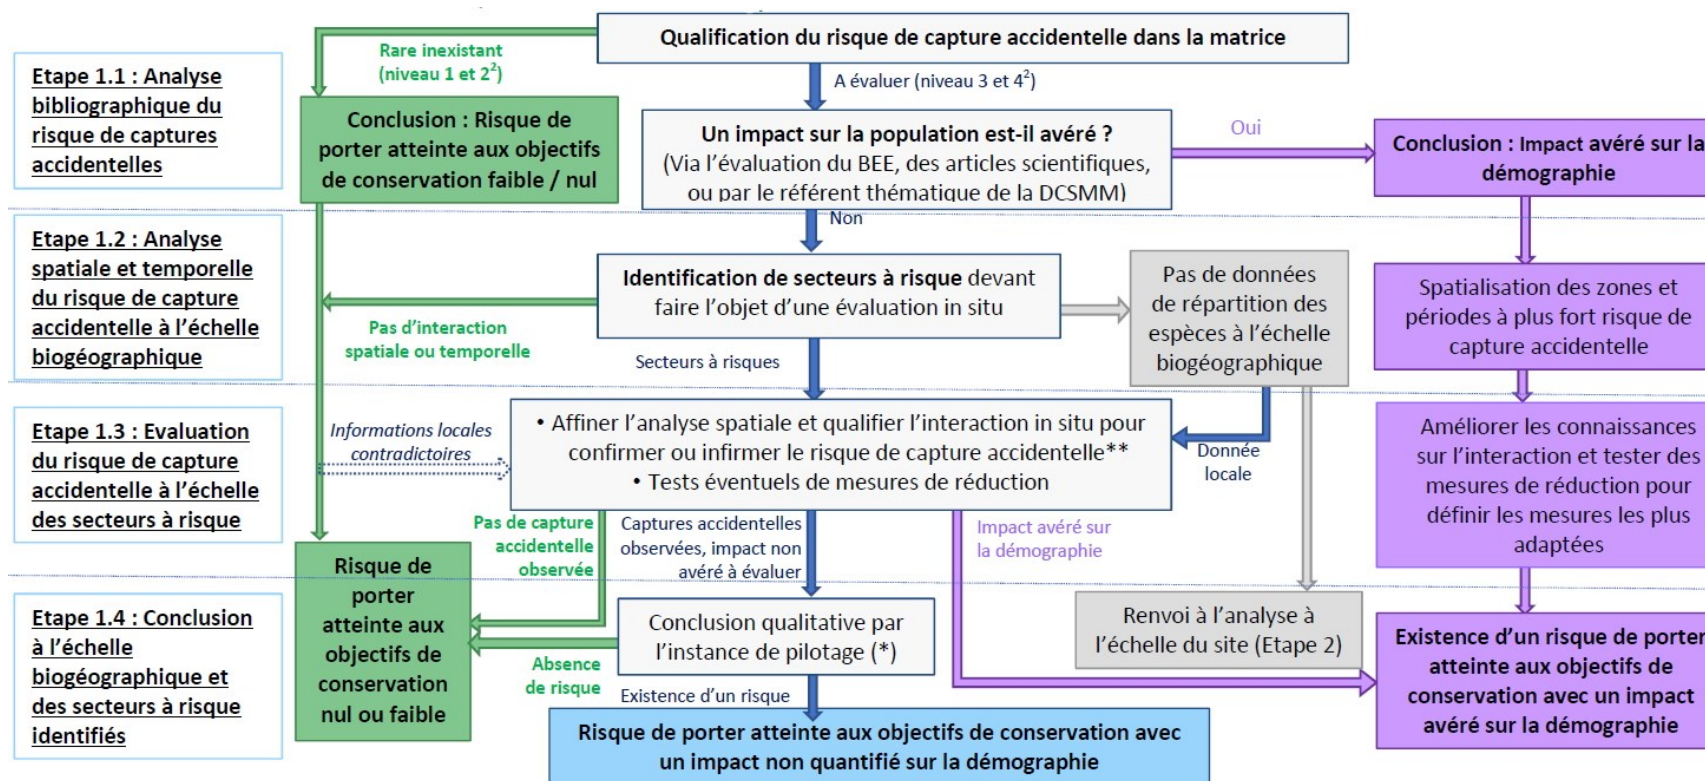 Qualification du risque de capture accidentelle dans la matrice
Rare inexistant
(niveau 1 et 2²)
A évaluer (niveau 3 et 4²)
Etape 1.1 : Analyse
bibliographique du
risque de captures
accidentelles
Conclusion : Risque de
porter atteinte aux objectifs
de conservation faible / nul
Un impact sur la population est-il avéré ?
(Via l’évaluation du BEE, des articles scientifiques,
ou par le référent thématique de la DCSMM)
Oui
Conclusion : Impact avéré sur la
démographie
Non
Etape 1.2 : Analyse
spatiale et temporelle
du risque de capture
accidentelle à l’échelle
biogéographique
Identification de secteurs à risque devant
faire l’objet d’une évaluation in situ
Pas d’interaction
spatiale ou temporelle
Secteurs à risques
Pas de données
de répartition des
espèces à l’échelle
biogéographique
Spatialisation des zones et
périodes à plus fort risque de
capture accidentelle
Etape 1.3 : Evaluation
du risque de capture
accidentelle à l’échelle
des secteurs à risque
Informations locales
contradictoires
• Affiner l’analyse spatiale et qualifier l’interaction in situ pour
confirmer ou infirmer le risque de capture accidentelle**
• Tests éventuels de mesures de réduction
Donnée
locale
Améliorer les connaissances
sur l’interaction et tester des
mesures de réduction pour
définir les mesures les plus
adaptées
Pas de capture
accidentelle
observée
Captures accidentelles
observées, impact non
avéré à évaluer
Impact avéré sur
la démographie
Etape 1.4 : Conclusion
à l’échelle
biogéographique et
des secteurs à risque
identifiés
Risque de
porter
atteinte aux
objectifs de
conservation
nul ou faible
Conclusion qualitative par
l’instance de pilotage (*)
Absence
de risque
Existence d’un risque
Renvoi à l’analyse à
l’échelle du site (Etape 2)
Existence d’un risque de porter
atteinte aux objectifs de
conservation avec un impact
avéré sur la démographie
Risque de porter atteinte aux objectifs de conservation avec
un impact non quantifié sur la démographie